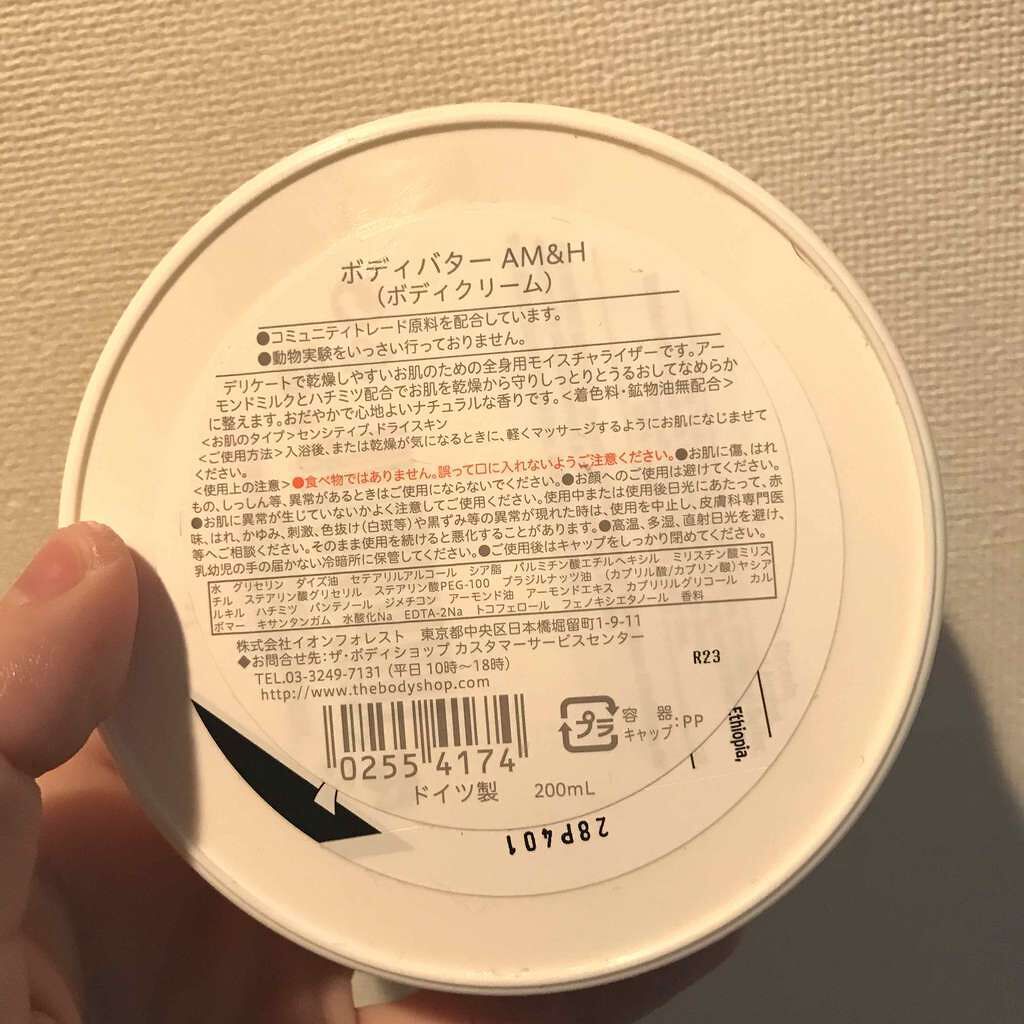 ボディバター AM&H
(ボディクリーム)
●コミュニティトレード原料を配合しています。
●動物実験をいっさい行っておりません。
デリケートで乾燥しやすいお肌のための全身用モイスチャライザーです。アー
モンドミルクとハチミツ配合でお肌を乾燥から守りしっとりとうるおしてなめらか
に整えます。おだやかで心地よいナチュラルな香りです。<着色料・鉱物油無配合>
<お肌のタイプ>センシティブ、ドライスキン
<ご使用方法>入浴後、または乾燥が気になるときに、軽くマッサージするようにお肌になじませて
ください。
<使用上の注意>●食べ物ではありません。誤って口に入れないようご注意ください。●お肌に傷、はれ
もの、しっしん等、異常があるときはご使用にならないでください。●お顔へのご使用は避けてください。
●お肌に異常が生じていないかよく注意してご使用ください。使用中または使用後日光にあたって、赤
味、はれ、かゆみ、刺激、色抜け(白斑等)や黒ずみ等の異常が現れた時は、使用を中止し、皮膚科専門医
等へご相談ください。そのまま使用を続けると悪化することがあります。●高温、多湿、直射日光を避け、
乳幼児の手の届かない冷暗所に保管してください。●ご使用後はキャップをしっかり閉めてください。
水 グリセリン ダイズ油 セテアリルアルコール シア脂 パルミチン酸エチルヘキシル ミリスチン酸ミリス
チル ステアリン酸グリセリル ステアリン酸PEG-100 ブラジルナッツ油 (カプリル酸/カプリン酸)ヤシア
ルキル ハチミツ パンテノール ジメチコン アーモンド油 アーモンドエキス カプリリルグリコール カル
ボマー キサンタンガム 水酸化Na EDTA-2Na トコフェロール フェノキシエタノール 香料
株式会社イオンフォレスト 東京都中央区日本橋堀留町1-9-11
◆お問合せ先:ザ・ボディショップ カスタマーサービスセンター
TEL.03-3249-7131 (平日 10時〜18時)
http://www.thebodyshop.com
R23
プラ
容器
キャップ:PP
Ethiopia,
0255 4174
ドイツ製 200mL
28P401